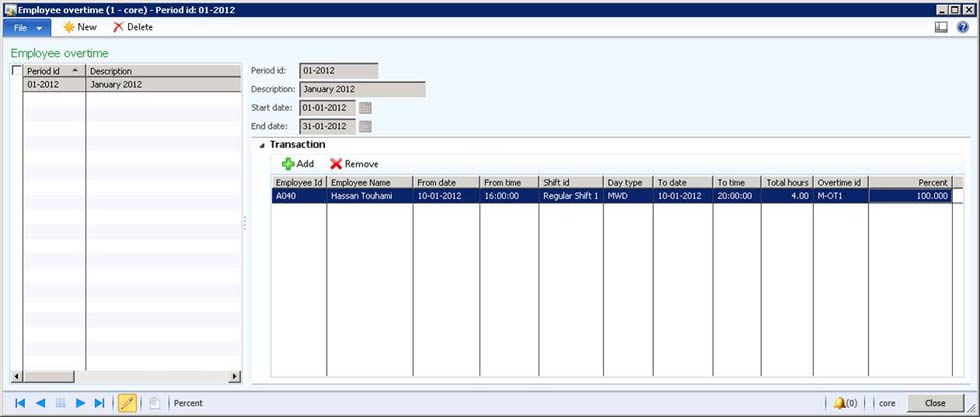 Employee overtime (1 - core) - Period id: 01-2012
File New Delete
Employee overtime
Period id Description
01-2012 January 2012
Period id: 01-2012
Description: January 2012
Start date: 01-01-2012
End date: 31-01-2012
Transaction
Add Remove
Employee Id Employee Name From date From time Shift id Day type To date To time Total hours Overtime id Percent
A040 Hassan Touhami 10-01-2012 16:00:00 Regular Shift 1 MWD 10-01-2012 20:00:00 4.00 M-OT1 100.000
Percent (0) core Close